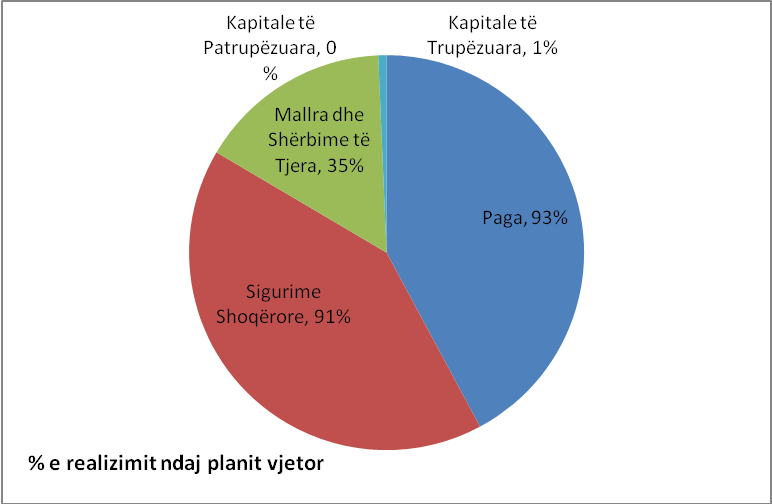 Kapitale të
Patrupëzuara, 0
%
Kapitale të
Trupëzuara, 1%
Mallra dhe
Shërbime të
Tjera, 35%
Paga, 93%
Sigurime
Shoqërore, 91%
% e realizimit ndaj planit vjetor